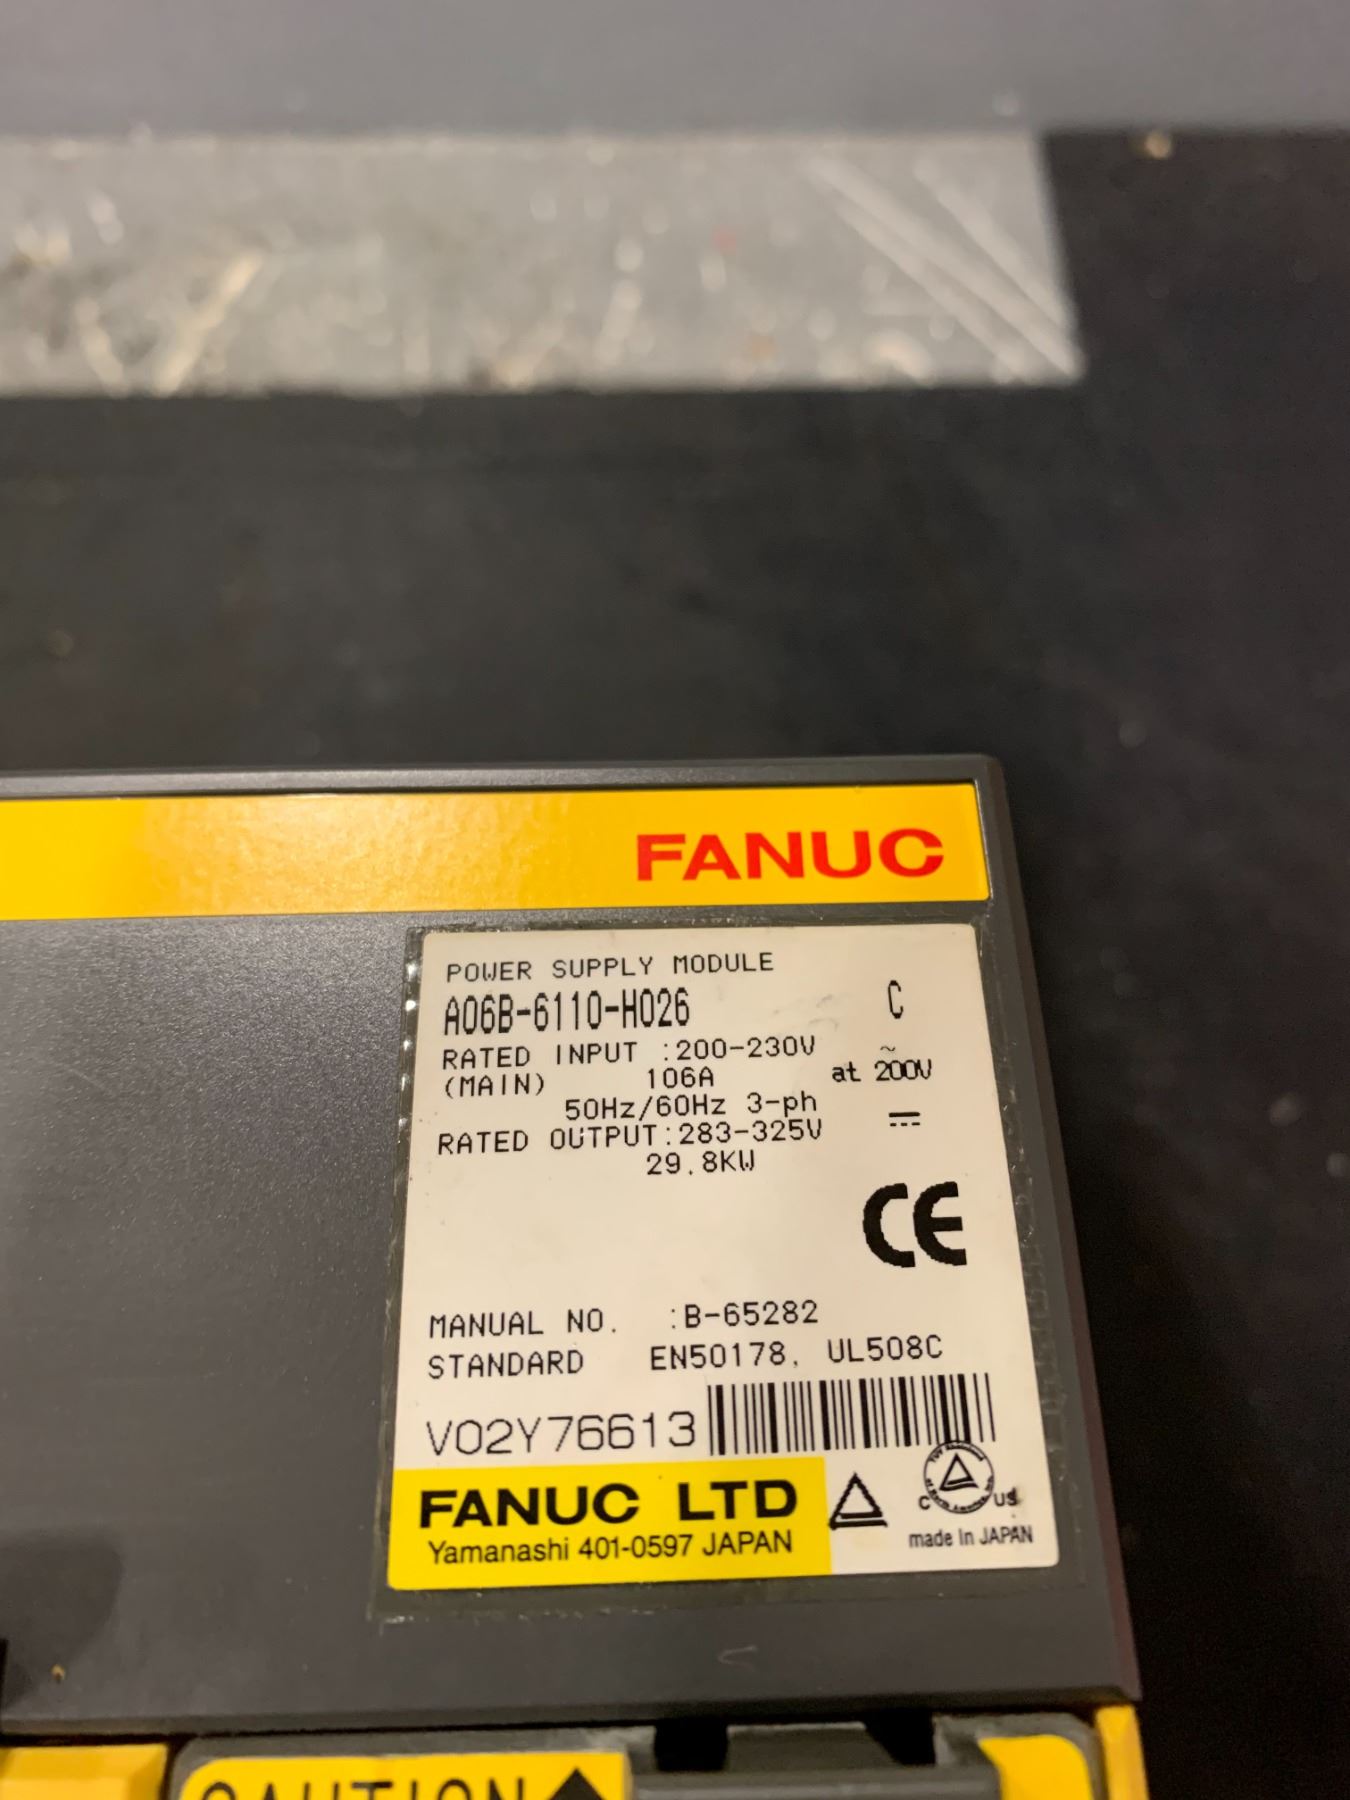 FANUC
POWER SUPPLY MODULE
A06B-6110-H026 C
RATED INPUT :200-230V ~
(MAIN) 106A at 200V
50Hz/60Hz 3-ph
RATED OUTPUT:283-325V ⎓
29.8KW
CE
MANUAL NO. :B-65282
STANDARD EN50178, UL508C
V02Y76613
FANUC LTD
Yamanashi 401-0597 JAPAN
C US
made In JAPAN
CAUTION